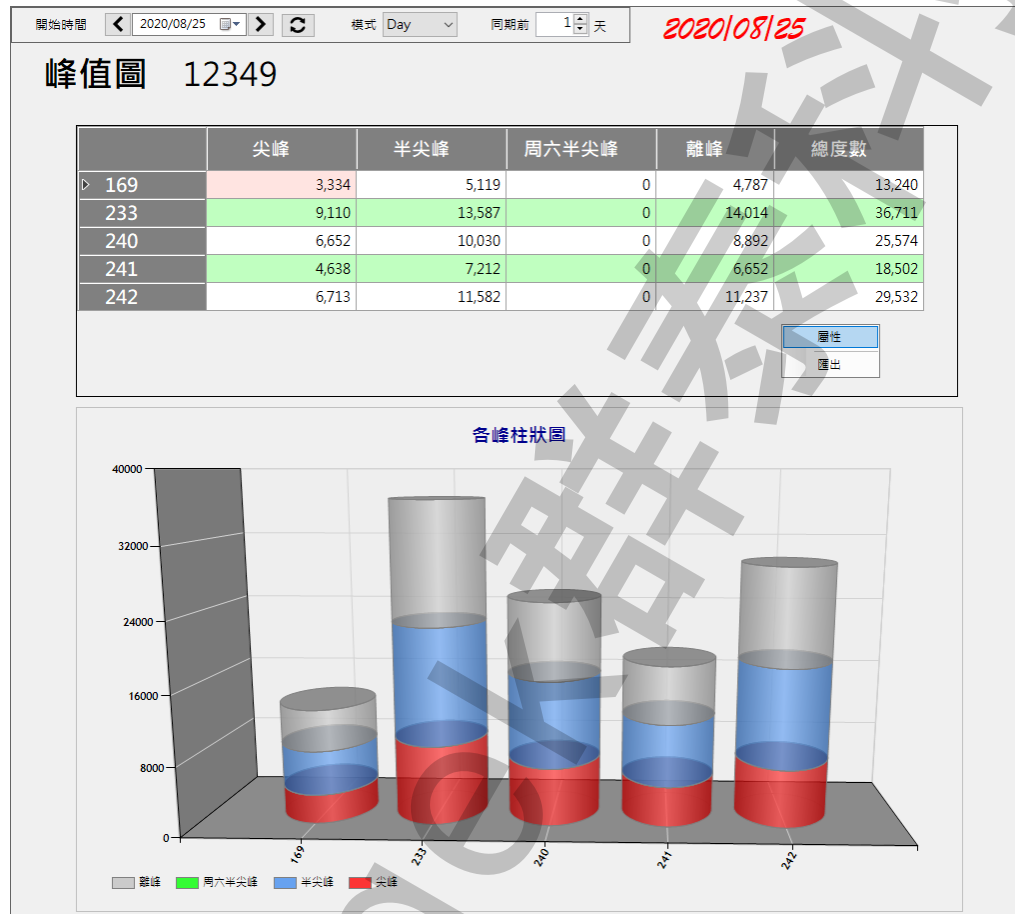 開始時間 2020/08/25 模式 Day 同期前 1 天 2020/08/25
峰值圖 12349
尖峰 半尖峰 周六半尖峰 離峰 總度數
169 3,334 5,119 0 4,787 13,240
233 9,110 13,587 0 14,014 36,711
240 6,652 10,030 0 8,892 25,574
241 4,638 7,212 0 6,652 18,502
242 6,713 11,582 0 11,237 29,532
屬性
匯出
各峰柱狀圖
40000
32000
24000
16000
8000
0
169 233 240 241 242
離峰 周六半尖峰 半尖峰 尖峰